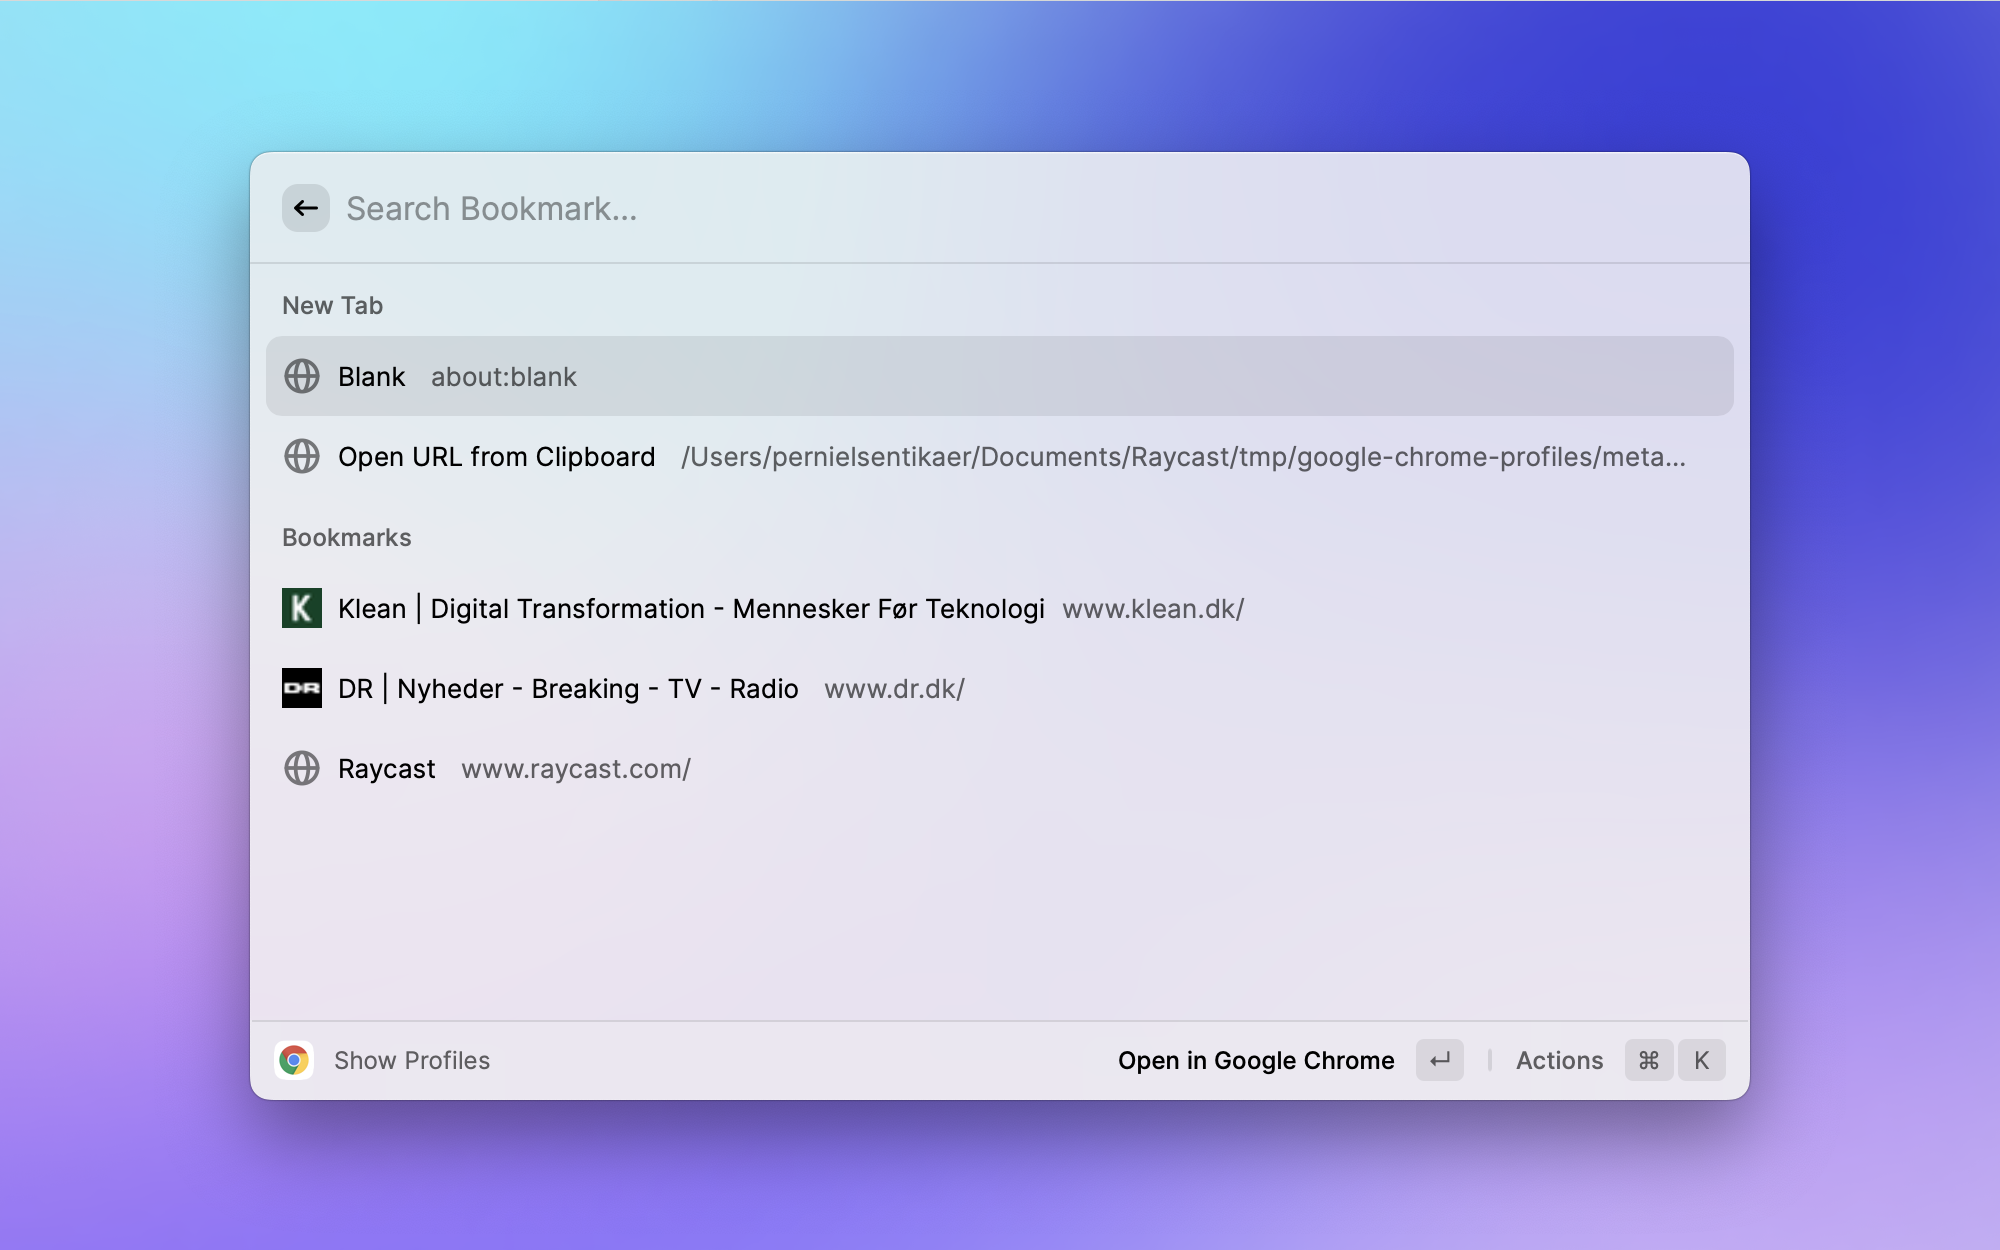 Search Bookmark...
New Tab
Blank about:blank
Open URL from Clipboard /Users/pernielsentikaer/Documents/Raycast/tmp/google-chrome-profiles/meta...
Bookmarks
K Klean | Digital Transformation - Mennesker Før Teknologi www.klean.dk/
DR DR | Nyheder - Breaking - TV - Radio www.dr.dk/
Raycast www.raycast.com/
Show Profiles Open in Google Chrome ↵ | Actions ⌘ K